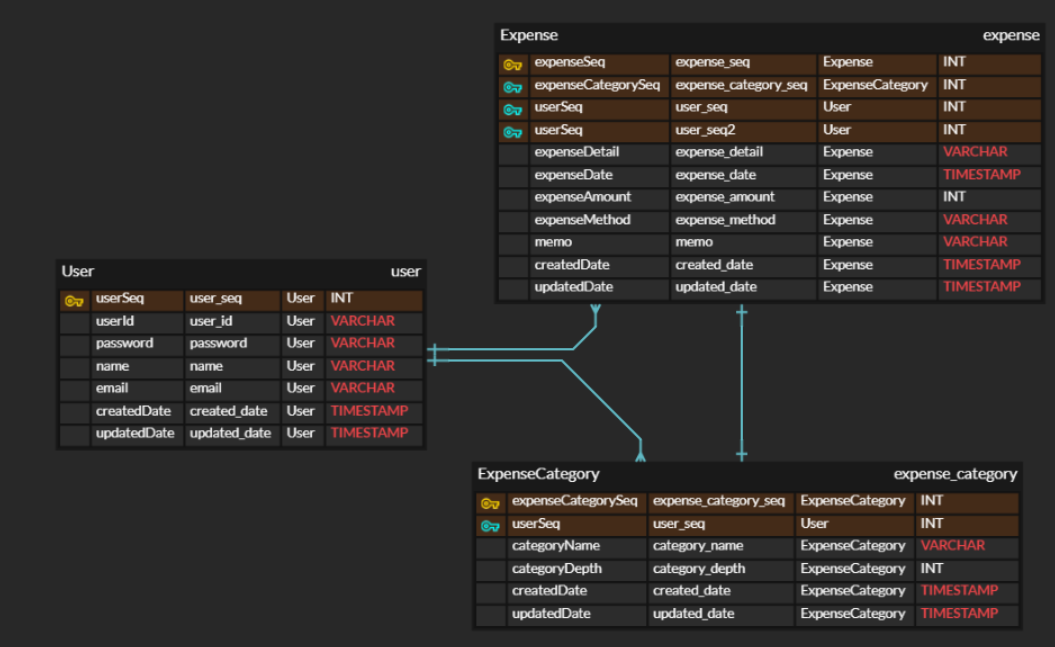 Expense expense
expenseSeq expense_seq Expense INT
expenseCategorySeq expense_category_seq ExpenseCategory INT
userSeq user_seq User INT
userSeq user_seq2 User INT
expenseDetail expense_detail Expense VARCHAR
expenseDate expense_date Expense TIMESTAMP
expenseAmount expense_amount Expense INT
expenseMethod expense_method Expense VARCHAR
memo memo Expense VARCHAR
createdDate created_date Expense TIMESTAMP
updatedDate updated_date Expense TIMESTAMP
User user
userSeq user_seq User INT
userId user_id User VARCHAR
password password User VARCHAR
name name User VARCHAR
email email User VARCHAR
createdDate created_date User TIMESTAMP
updatedDate updated_date User TIMESTAMP
ExpenseCategory expense_category
expenseCategorySeq expense_category_seq ExpenseCategory INT
userSeq user_seq User INT
categoryName category_name ExpenseCategory VARCHAR
categoryDepth category_depth ExpenseCategory INT
createdDate created_date ExpenseCategory TIMESTAMP
updatedDate updated_date ExpenseCategory TIMESTAMP